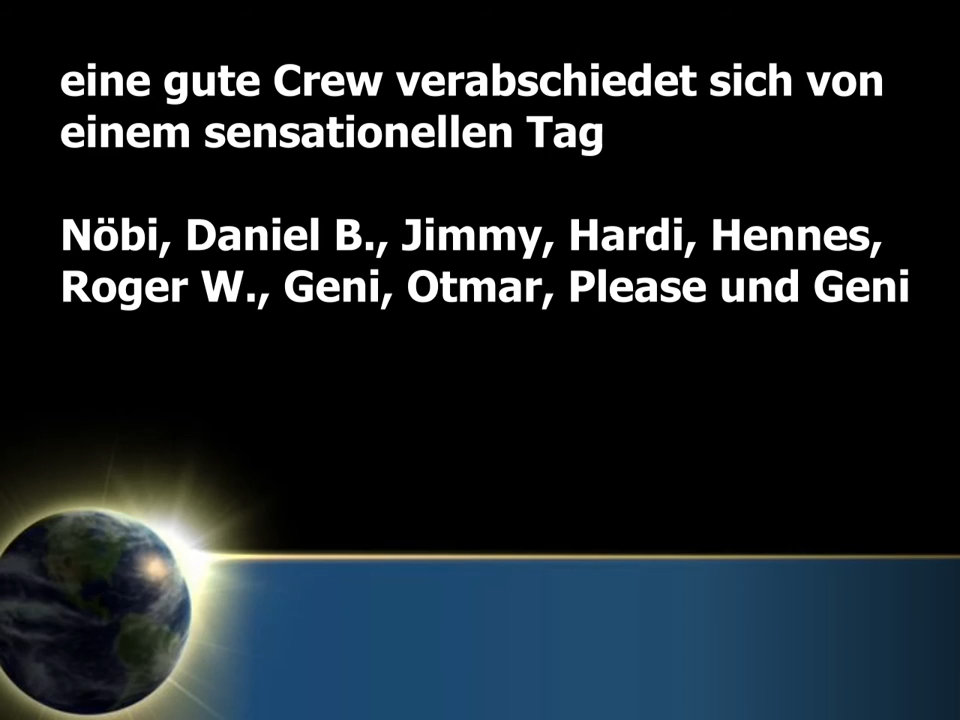 eine gute Crew verabschiedet sich von
einem sensationellen Tag
Nöbi, Daniel B., Jimmy, Hardi, Hennes,
Roger W., Geni, Otmar, Please und Geni